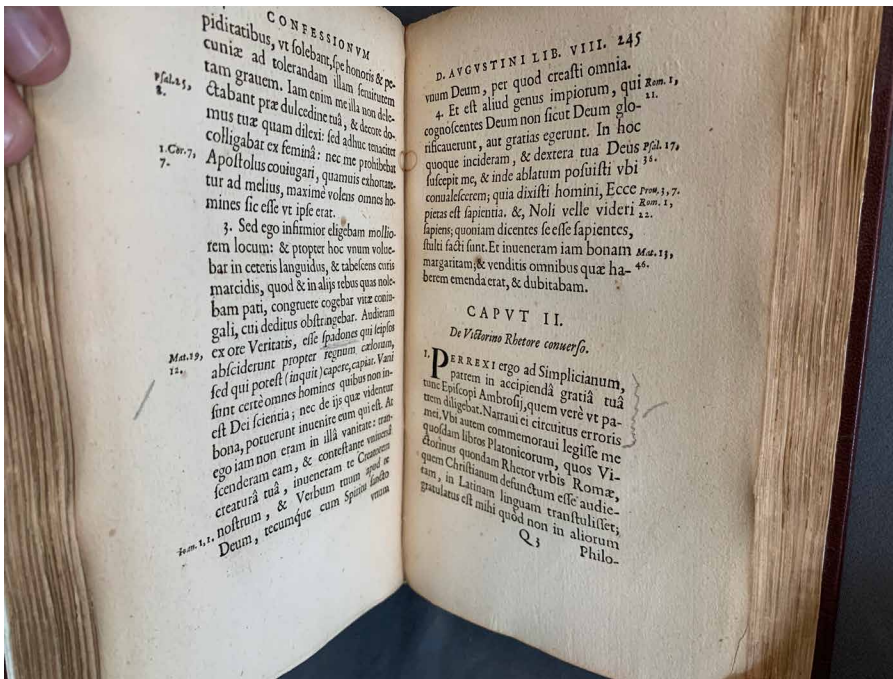 CONFESSIONVM
piditatibus, vt ſolebant, ſpe honoris & pe-
cuniæ ad tolerandam illam ſeruitutem
tam grauem. Iam enim me illa non dele-
Pſal. 25, 8.
ctabant præ dulcedine tuâ, & decore do-
mus tuæ quam dilexi: ſed adhuc tenaciter
colligabar ex feminâ: nec me prohibebat
1. Cor. 7, 7.
Apoſtolus coniugari, quamuis exhortare-
tur ad melius, maximè volens omnes ho-
mines ſic eſſe vt ipſe erat.
3. Sed ego infirmior eligebam mollio-
rem locum: & propter hoc vnum volue-
bar in ceteris languidus, & tabeſcens curis
marcidis, quod & in alijs rebus quas nole-
bam pati, congruere cogebar vitæ coniu-
gali, cui deditus obſtringebar. Audieram
Mat. 19, 12.
ex ore Veritatis, eſſe ſpadones qui ſeipſos
abſciderunt propter regnum cælorum,
ſed qui poteſt (inquit) capere, capiat. Vani
ſunt certè omnes homines quibus non in-
eſt Dei ſcientia; nec de ijs quæ videntur
bona, potuerunt inuenire eum qui eſt. At
ego iam non eram in illâ vanitate: tran-
ſcenderam eam, & conteſtante vniuersâ
creaturâ tuâ, inueneram te Creatorem
Ioan. 1, 1.
noſtrum, & Verbum tuum apud te
Deum, tecumque cum Spiritu ſancto
vnum
D. AVGVSTINI LIB. VIII. 245
vnum Deum, per quod creaſti omnia.
4. Et eſt aliud genus impiorum, qui
Rom. 1, 21.
cognoſcentes Deum non ſicut Deum glo-
rificauerunt, aut gratias egerunt. In hoc
quoque incideram, & dextera tua Deus
Pſal. 17, 36.
ſuſcepit me, & inde ablatum poſuiſti vbi
conualeſcerem; quia dixiſti homini, Ecce
Prou. 3, 7.
pietas eſt ſapientia. &, Noli velle videri
Rom. 1, 22.
ſapiens; quoniam dicentes ſe eſſe ſapientes,
ſtulti facti ſunt. Et inueneram iam bonam
Mat. 13, 46.
margaritam; & venditis omnibus quæ ha-
berem emenda erat, & dubitabam.
CAPVT II.
De Victorino Rhetore conuerſo.
1. PERREXI ergo ad Simplicianum,
patrem in accipiendâ gratiâ tuâ
tunc Epiſcopi Ambroſij, quem verè vt pa-
trem diligebat. Narraui ei circuitus erroris
mei. Vbi autem commemoraui legiſſe me
quoſdam libros Platonicorum, quos Vi-
ctorinus quondam Rhetor vrbis Romæ,
quem Chriſtianum defunctum eſſe audie-
ram, in Latinam linguam tranſtuliſſet;
gratulatus eſt mihi quòd non in aliorum
Q 3 Philo-